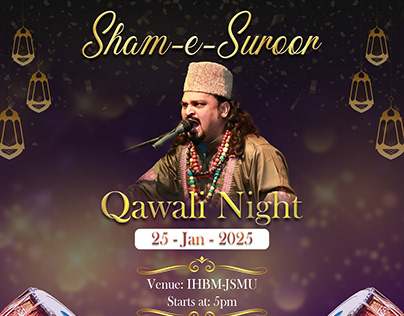 Sham-e-Suroor
Qawali Night
25 - Jan - 2025
Venue: IHBM-JSMU
Starts at: 5pm